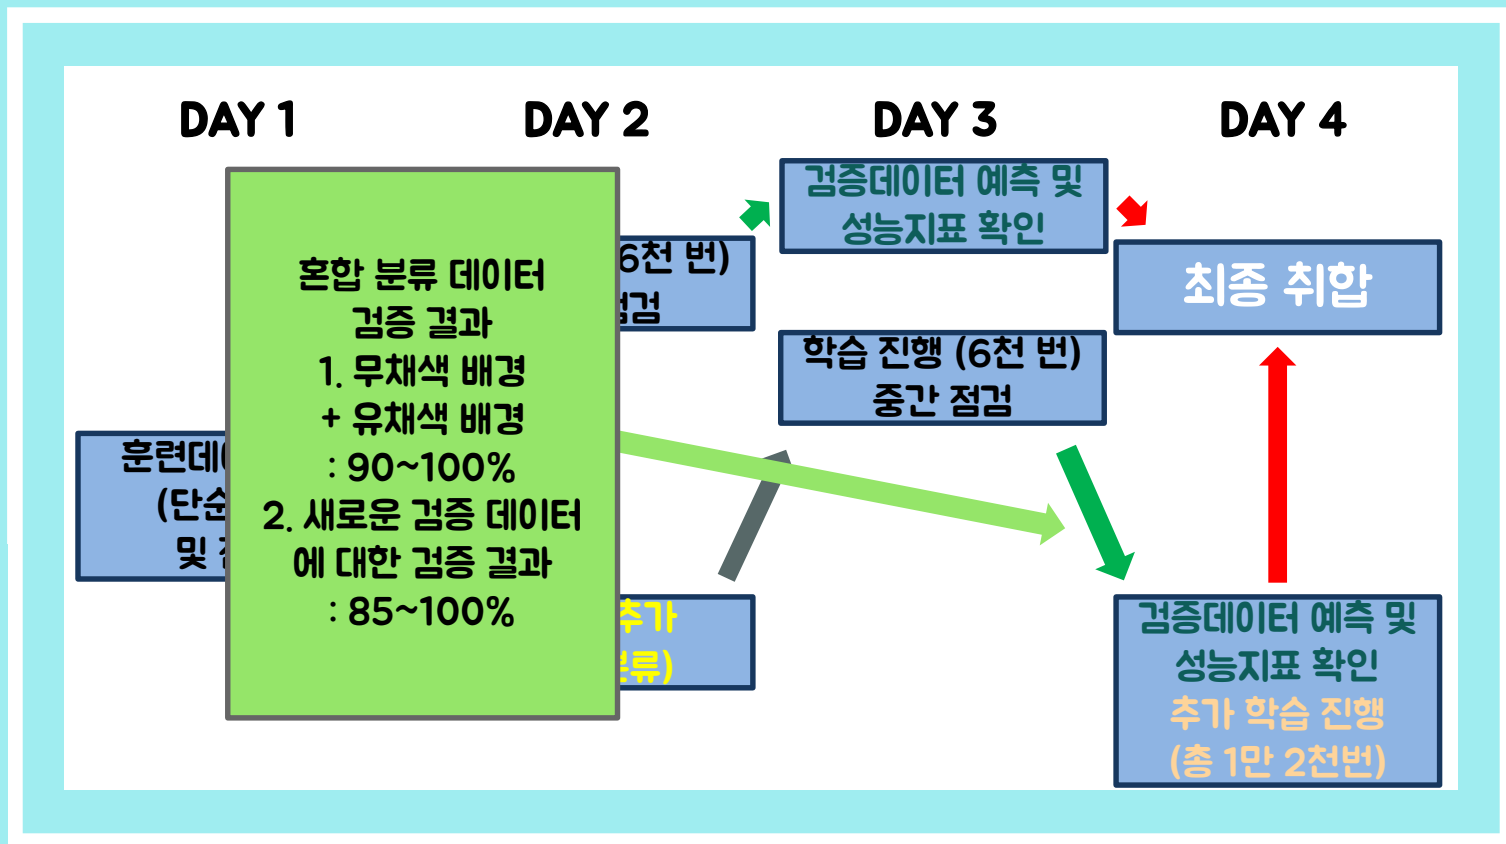 DAY 1
DAY 2
DAY 3
DAY 4
혼합 분류 데이터
검증 결과
1. 무채색 배경
+ 유채색 배경
: 90~100%
2. 새로운 검증 데이터
에 대한 검증 결과
: 85~100%
훈련데
및
6천 번)
점검
추가
분류)
검증데이터 예측 및
성능지표 확인
학습 진행 (6천 번)
중간 점검
최종 취합
검증데이터 예측 및
성능지표 확인
추가 학습 진행
(총 1만 2천번)